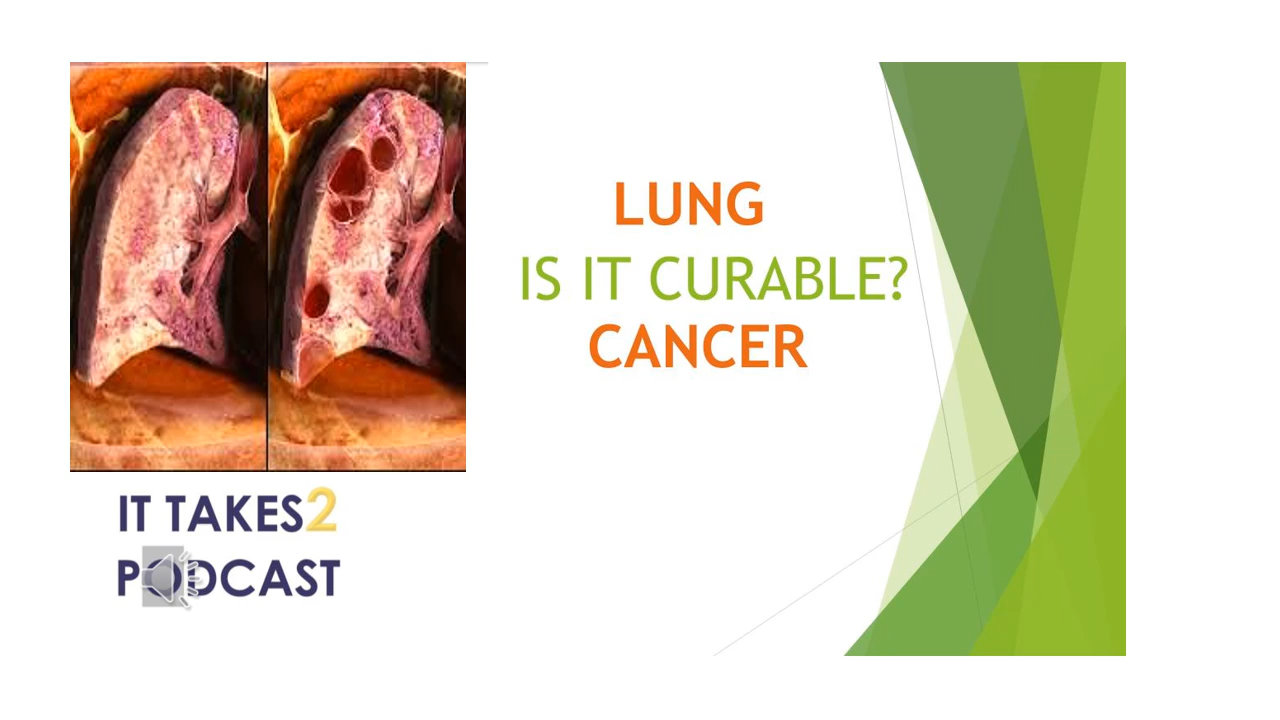 LUNG
IS IT CURABLE?
CANCER
IT TAKES2
PODCAST